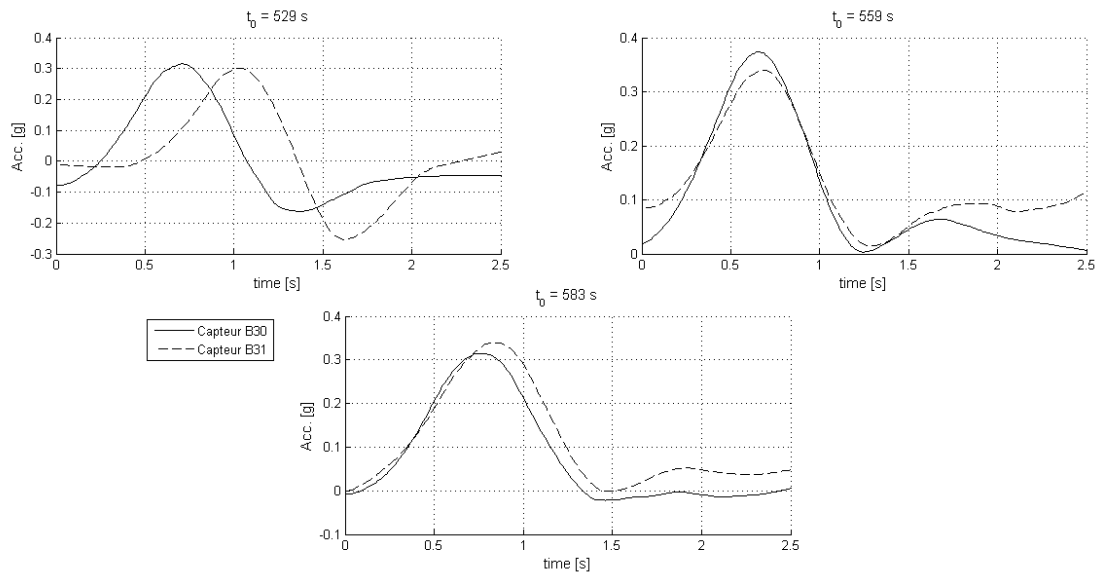 t0 = 529 s
0.4
0.3
0.2
0.1
0
-0.1
-0.2
-0.3
Acc. [g]
0 0.5 1 1.5 2 2.5
time [s]
t0 = 559 s
0.4
0.3
0.2
0.1
0
Acc. [g]
0 0.5 1 1.5 2 2.5
time [s]
Capteur B30
Capteur B31
t0 = 583 s
0.4
0.3
0.2
0.1
0
-0.1
Acc. [g]
0 0.5 1 1.5 2 2.5
time [s]